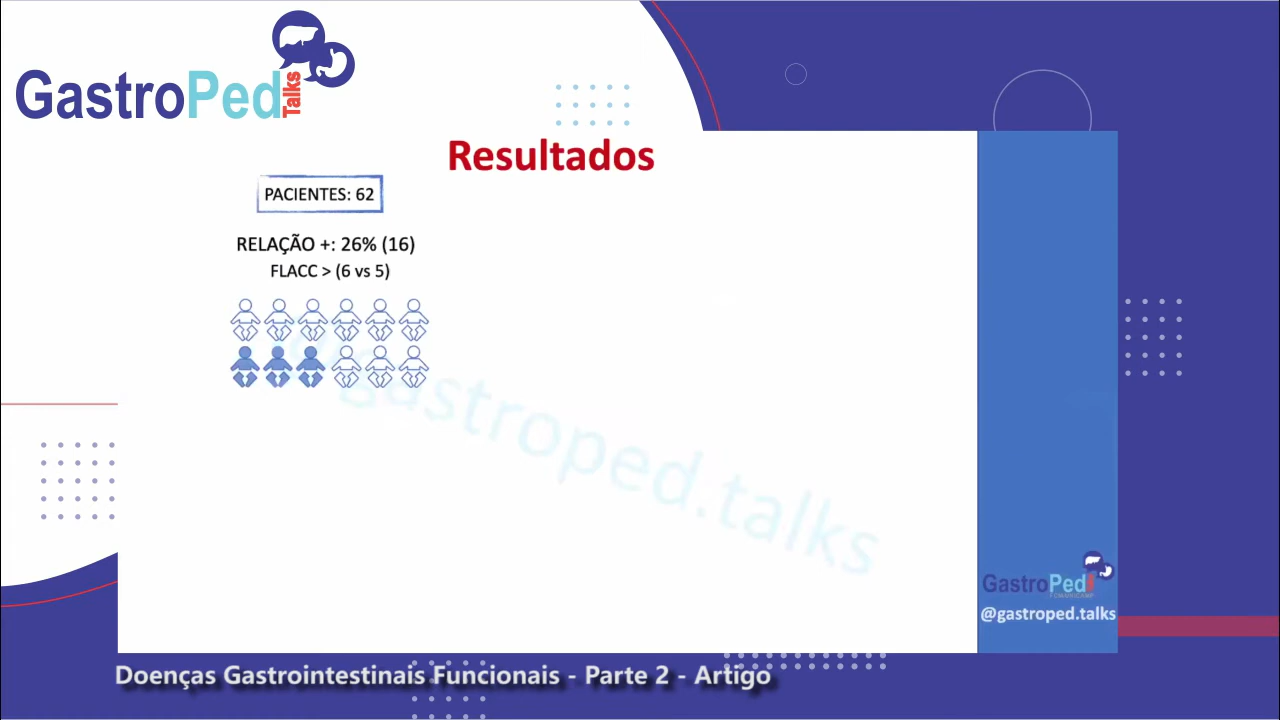 GastroPed
Talks
Resultados
PACIENTES: 62
RELAÇÃO +: 26% (16)
FLACC > (6 vs 5)
@gastroped.talks
GastroPed
@gastroped.talks
Doenças Gastrointestinais Funcionais - Parte 2 - Artigo